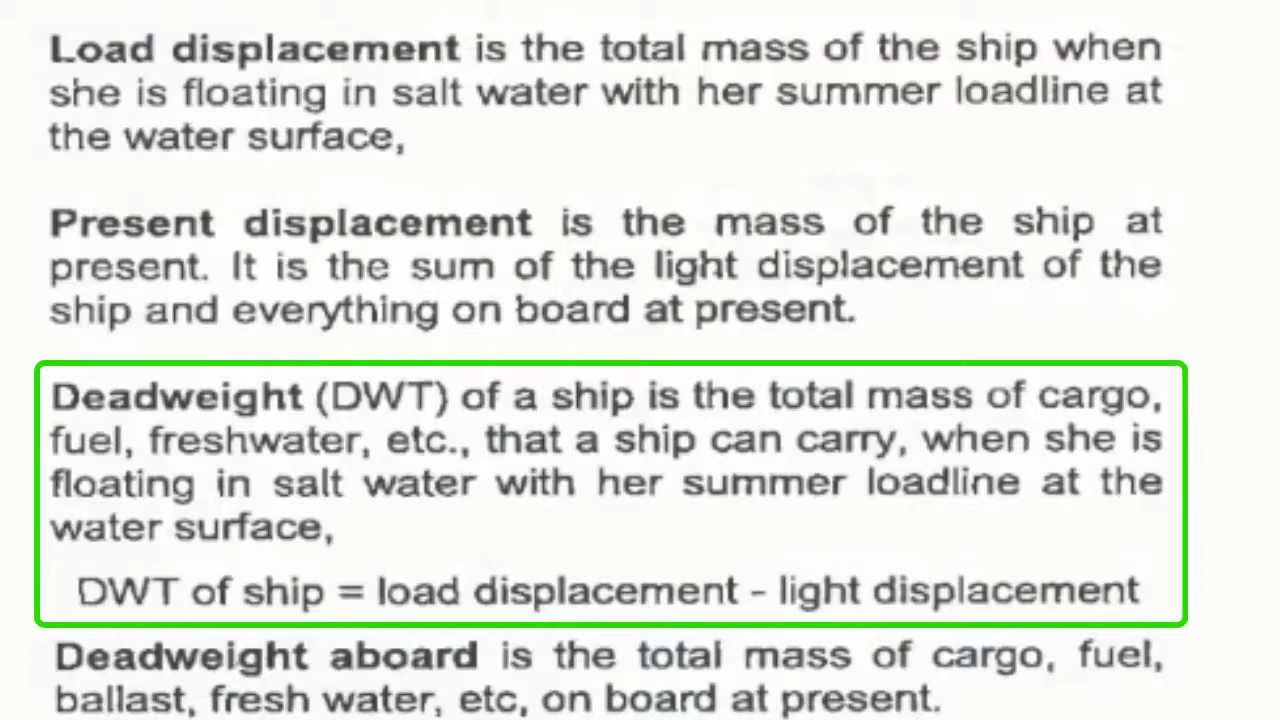 Load displacement is the total mass of the ship when
she is floating in salt water with her summer loadline at
the water surface,
Present displacement is the mass of the ship at
present. It is the sum of the light displacement of the
ship and everything on board at present.
Deadweight (DWT) of a ship is the total mass of cargo,
fuel, freshwater, etc., that a ship can carry, when she is
floating in salt water with her summer loadline at the
water surface,
DWT of ship = load displacement - light displacement
Deadweight aboard is the total mass of cargo, fuel,
ballast, fresh water, etc, on board at present.